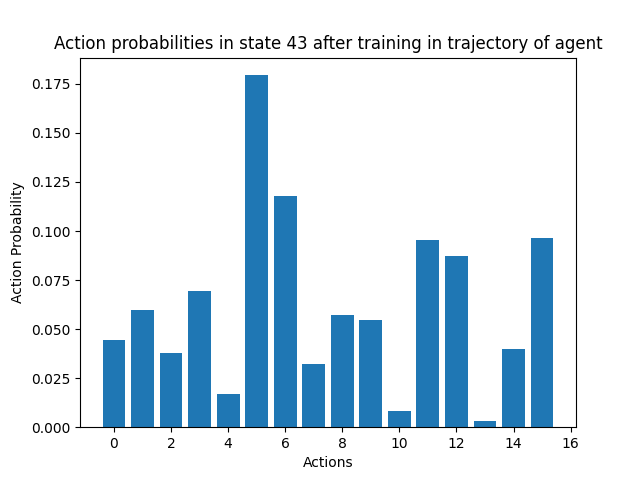 Action probabilities in state 43 after training in trajectory of agent
0.175
0.150
0.125
0.100
0.075
0.050
0.025
0.000
Action Probability
0 2 4 6 8 10 12 14 16
Actions